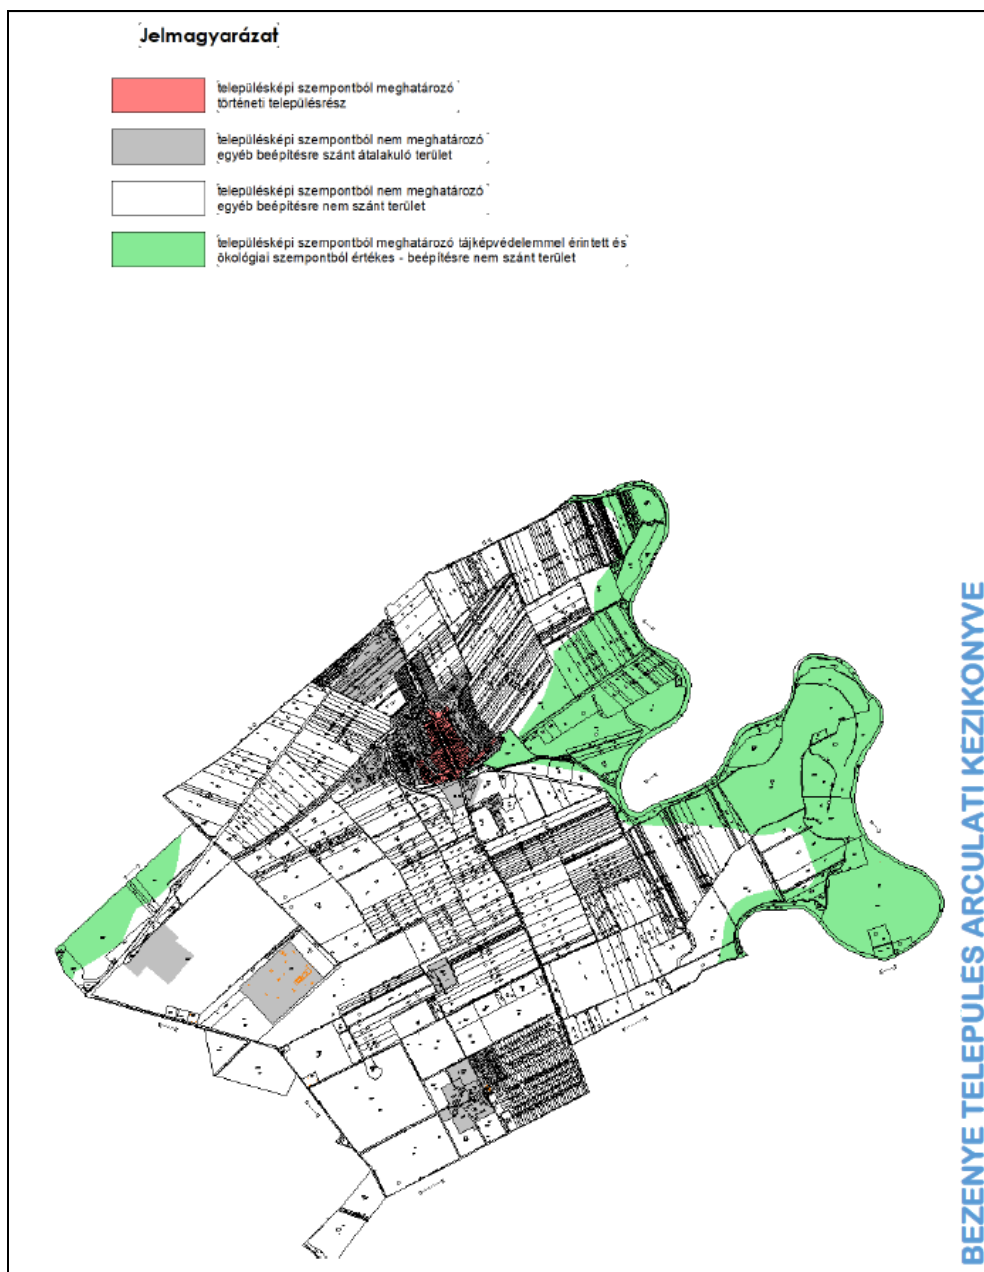 Jelmagyarázat
településképi szempontból meghatározó
történeti településrész
településképi szempontból nem meghatározó
egyéb beépítésre szánt átalakuló terület
településképi szempontból nem meghatározó
egyéb beépítésre nem szánt terület
településképi szempontból meghatározó tájképvédelemmel érintett és
ökológiai szempontból értékes - beépítésre nem szánt terület
BEZENYE TELEPÜLÉS ARCULATI KÉZIKÖNYVE